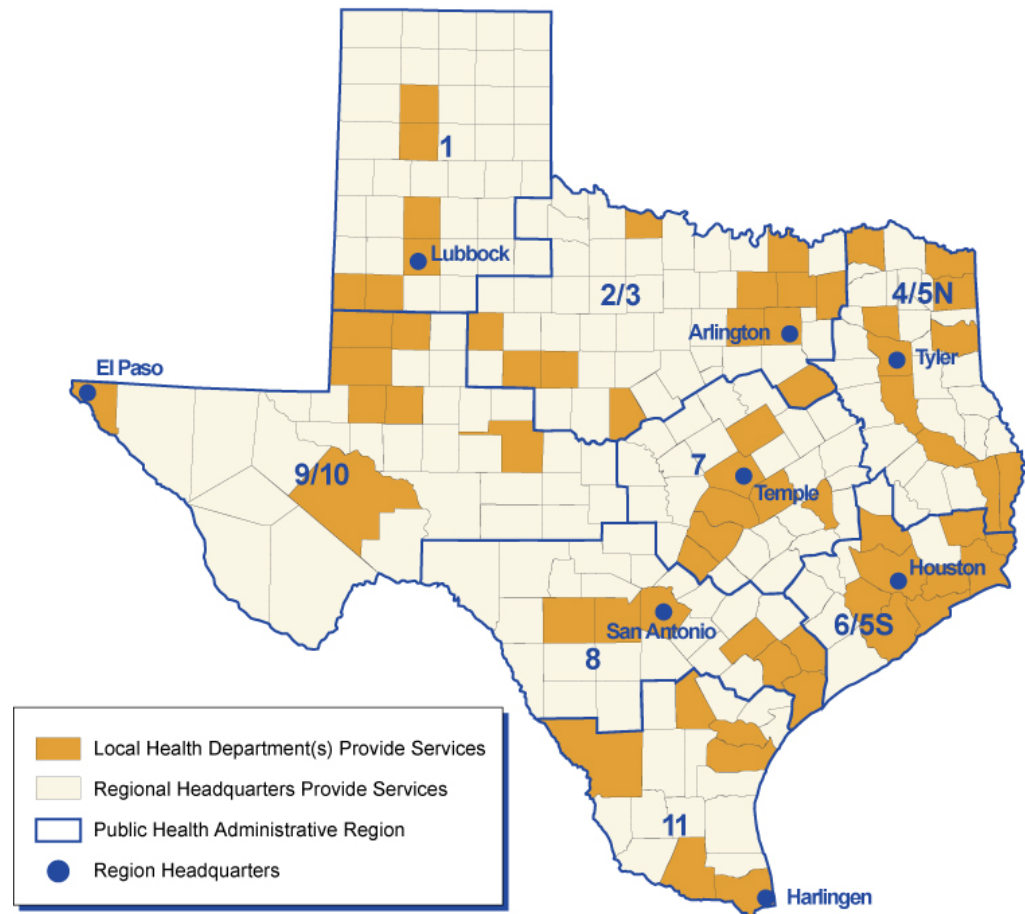 1
Lubbock
2/3
4/5N
Arlington
Tyler
El Paso
9/10
7
Temple
Houston
San Antonio
6/5S
8
Local Health Department(s) Provide Services
Regional Headquarters Provide Services
Public Health Administrative Region
Region Headquarters
11
Harlingen